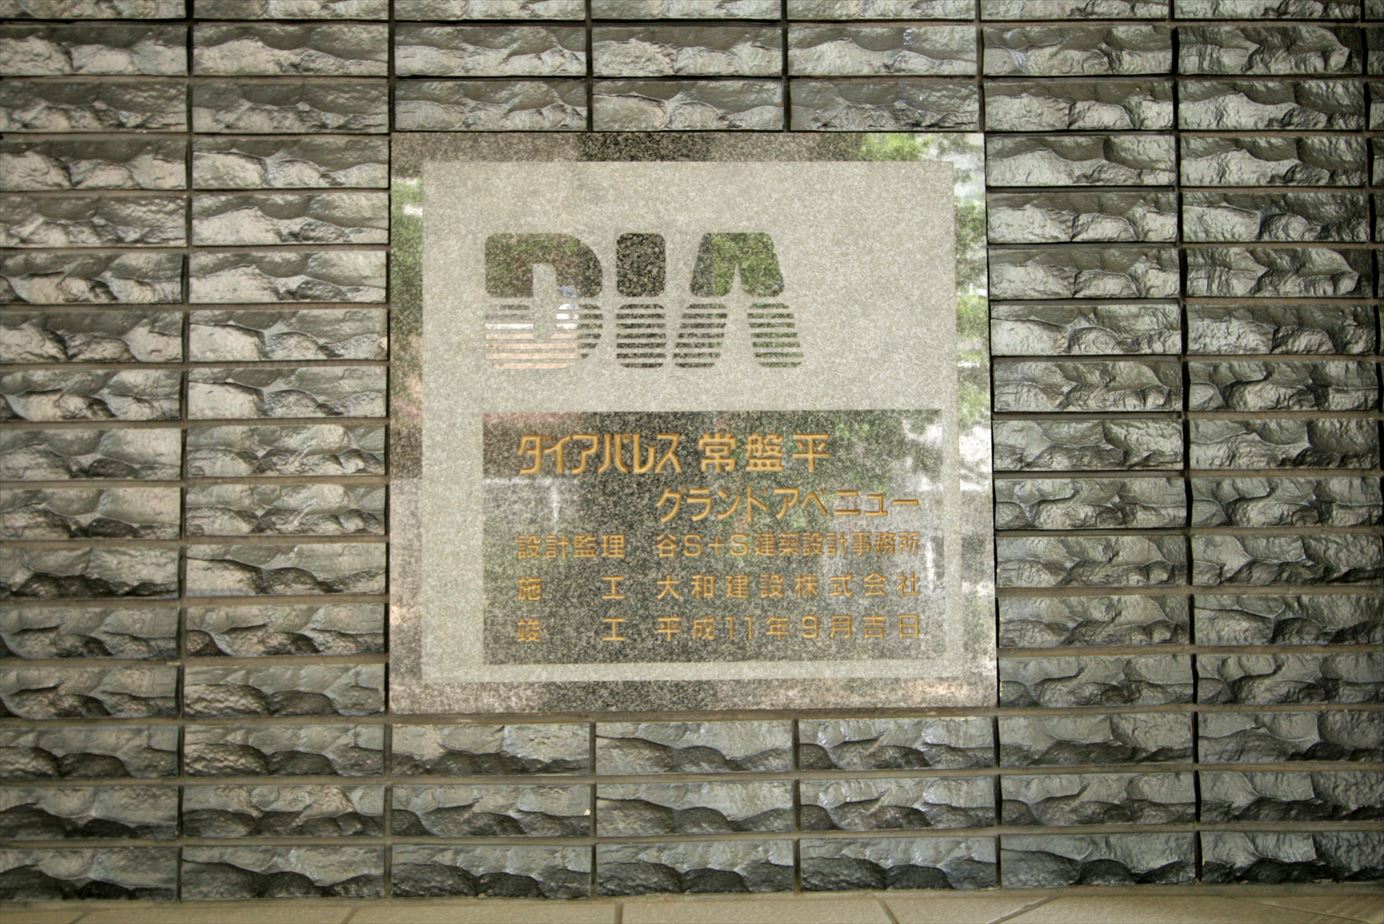 DIA
ダイアパレス 常盤平
グランドアベニュー
設計監理 谷S+S建築設計事務所
施 工 大和建設株式会社
竣 工 平成11年9月吉日